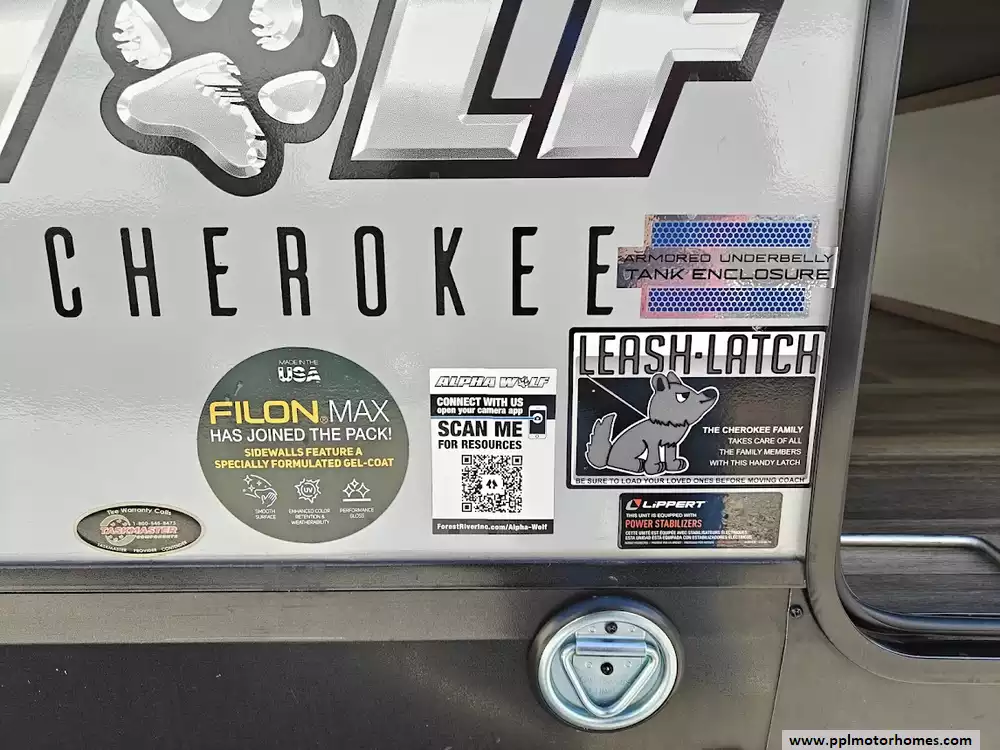 LF
CHEROKEE
ARMORED UNDERBELLY
TANK ENCLOSURE
LEASH·LATCH
THE CHEROKEE FAMILY
TAKES CARE OF ALL
THE FAMILY MEMBERS
WITH THIS HANDY LATCH
BE SURE TO LOAD YOUR LOVED ONES BEFORE MOVING COACH
MADE IN THE
USA
FILON® MAX
HAS JOINED THE PACK!
SIDEWALLS FEATURE A
SPECIALLY FORMULATED GEL-COAT
SMOOTH
SURFACE
UV
ENHANCED COLOR
RETENTION &
WEATHERABILITY
PERFORMANCE
GLOSS
ALPHA WOLF
CONNECT WITH US
open your camera app
SCAN ME
FOR RESOURCES
ForestRiverInc.com/Alpha-Wolf
LIPPERT
THIS UNIT IS EQUIPPED WITH
POWER STABILIZERS
Tire Warranty Calls
TASKMASTER
COMPONENTS
www.pplmotorhomes.com